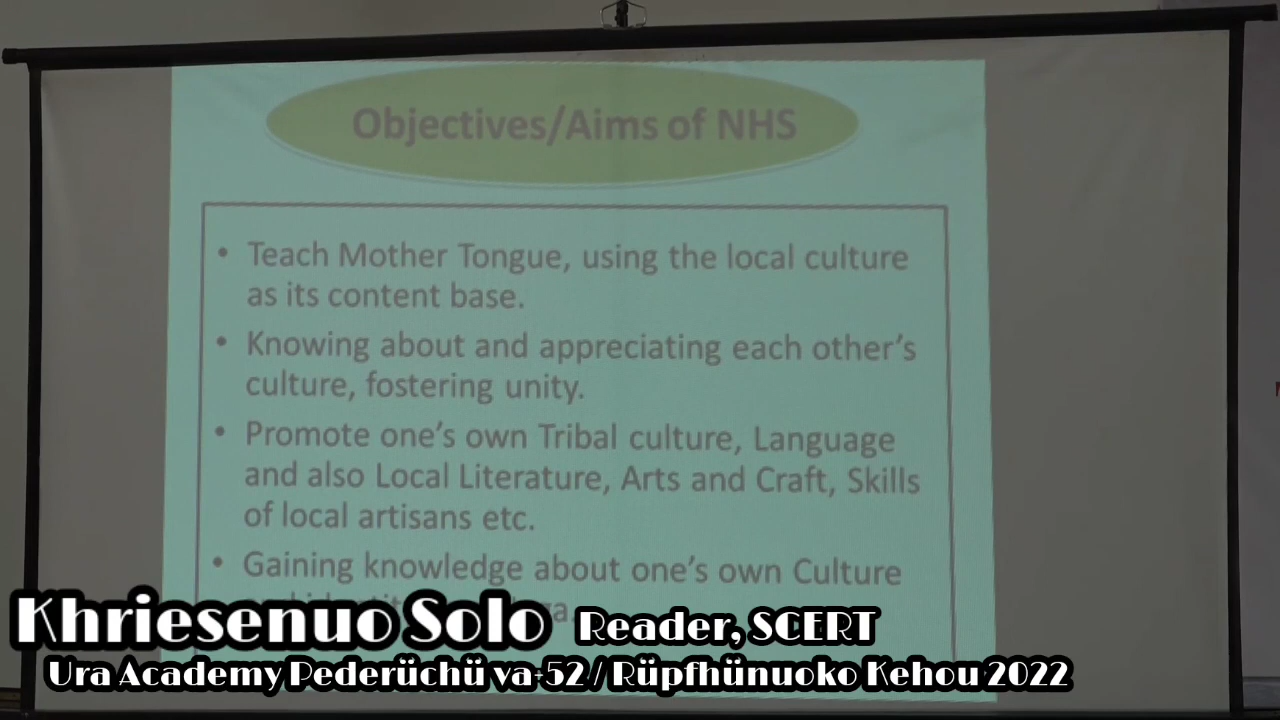 Objectives/Aims of NHS
• Teach Mother Tongue, using the local culture
as its content base.
• Knowing about and appreciating each other's
culture, fostering unity.
• Promote one's own Tribal culture, Language
and also Local Literature, Arts and Craft, Skills
of local artisans etc.
• Gaining knowledge about one's own Culture
Khriesenuo Solo Reader, SCERT
Ura Academy Pederüchü va-52 / Rüpfhünuoko Kehou 2022